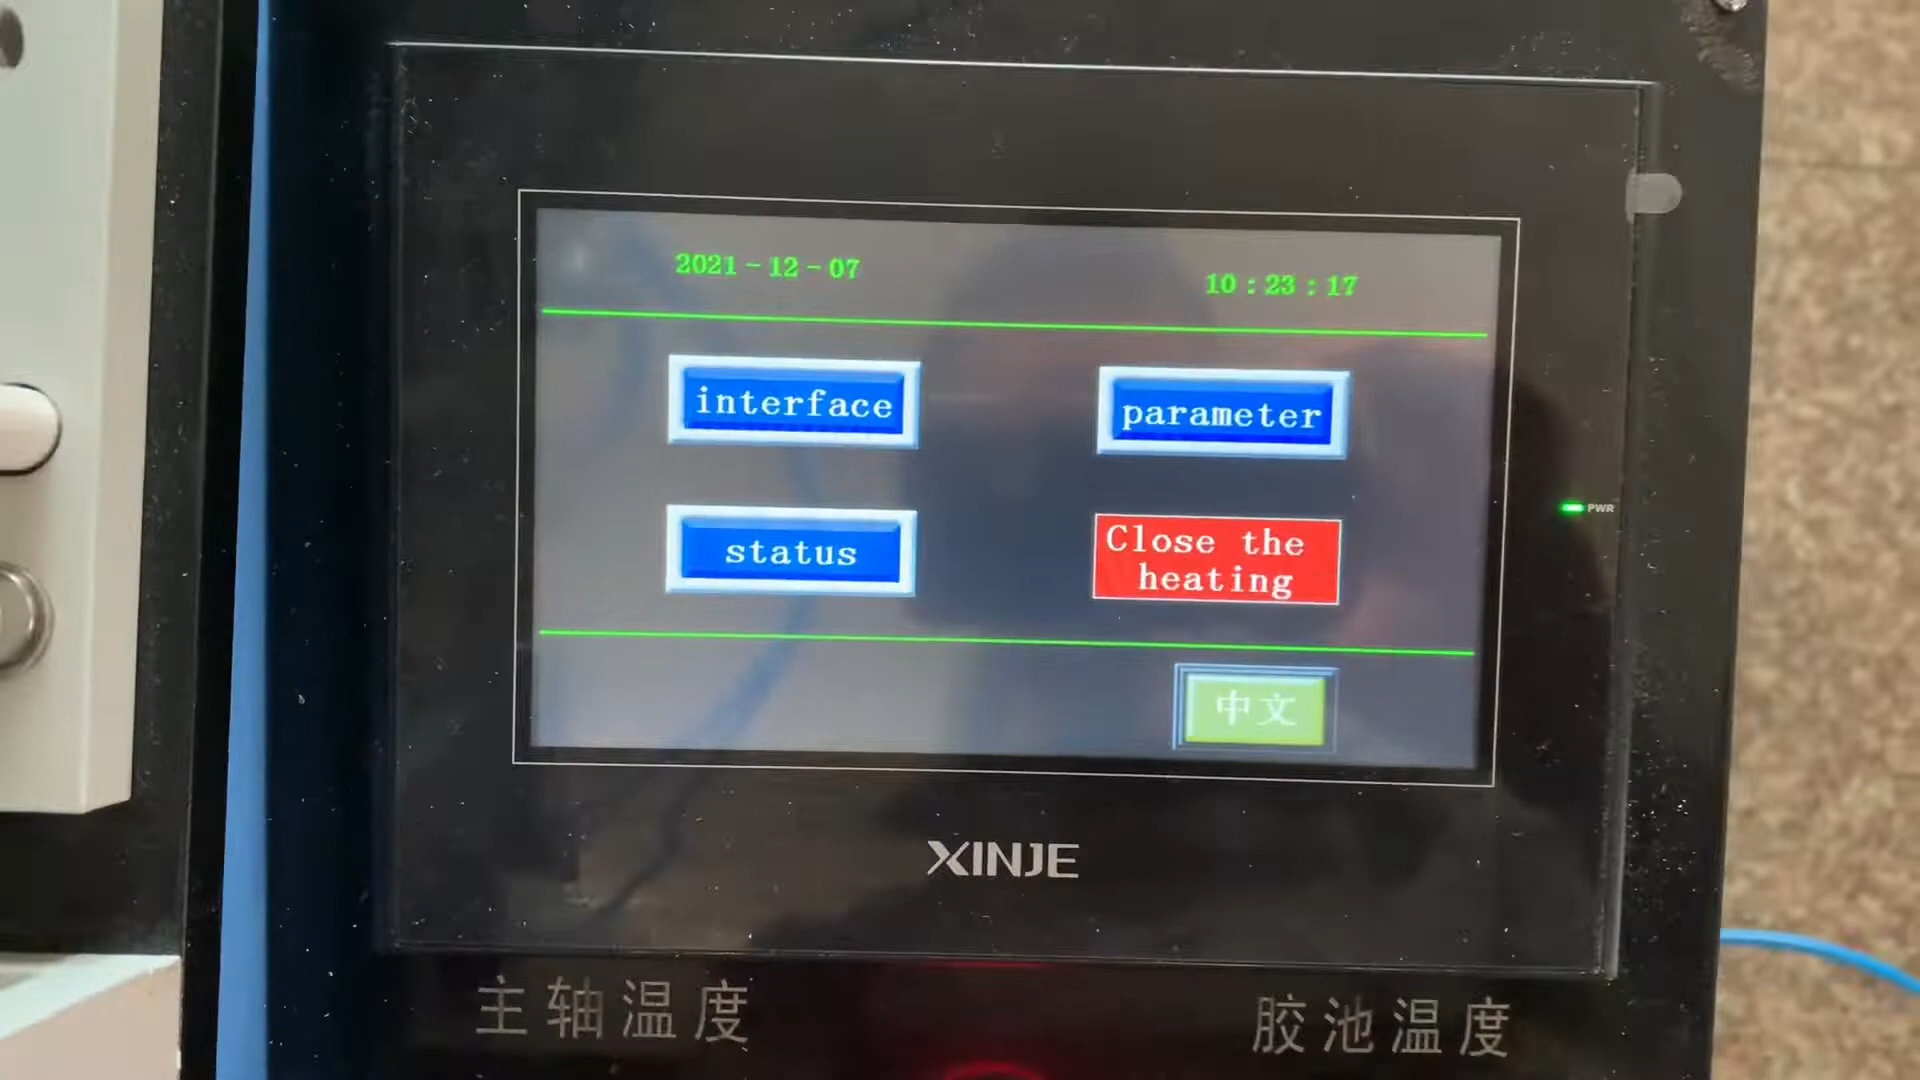 2021-12-07
10:23:17
interface
parameter
status
Close the
heating
中文
PWR
XINJE
主轴温度
胶池温度